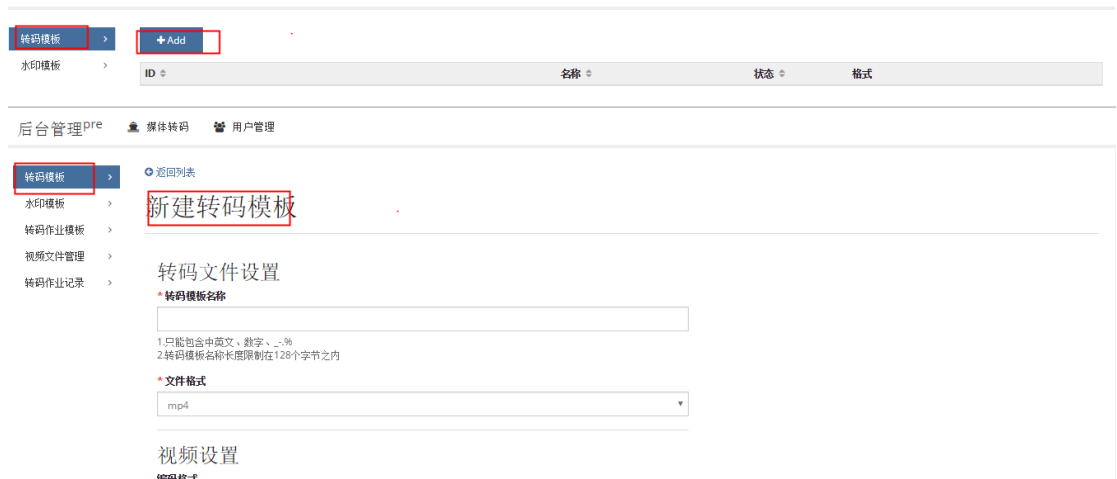 转码模板
+ Add
水印模板
ID 名称 状态 格式
后台管理pre 媒体转码 用户管理
转码模板
返回列表
水印模板
新建转码模板
转码作业模板
视频文件管理
转码作业记录
转码文件设置
*转码模板名称
1.只能包含中英文、数字、_-.%
2.转码模板名称长度限制在128个字节之内
*文件格式
mp4
视频设置
编码格式